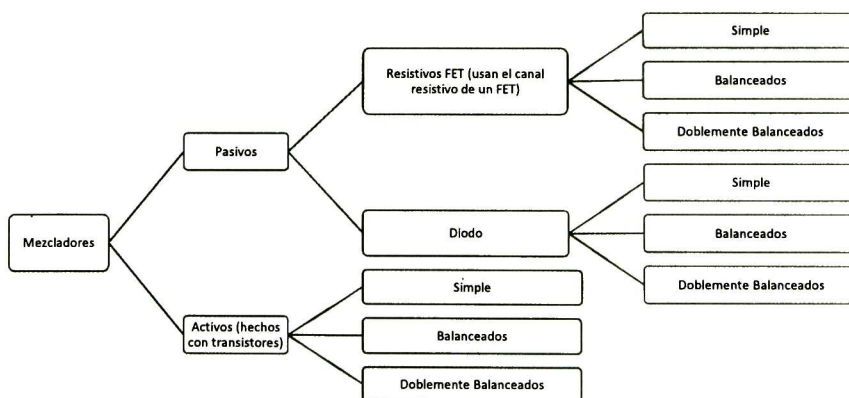 Mezcladores
Pasivos
Resistivos FET (usan el canal
resistivo de un FET)
Simple
Balanceados
Doblemente Balanceados
Diodo
Simple
Balanceados
Doblemente Balanceados
Activos (hechos
con transistores)
Simple
Balanceados
Doblemente Balanceados